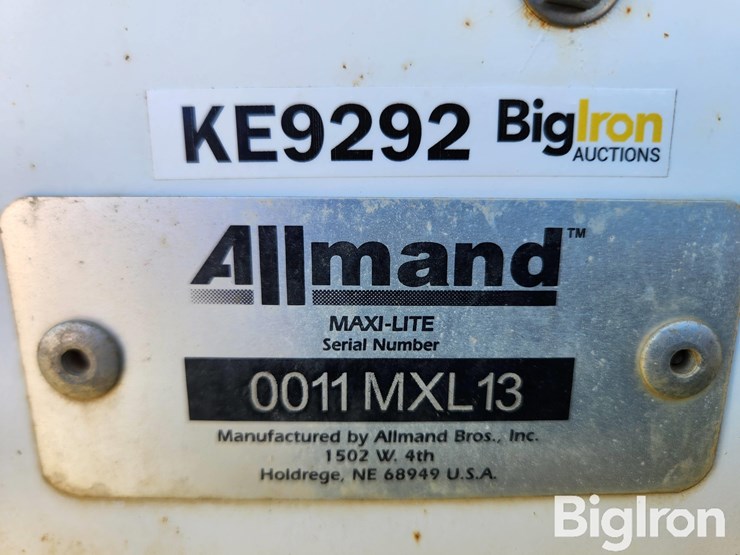 KE9292 BigIron
AUCTIONS
Allmand™
MAXI-LITE
Serial Number
0011 MXL13
Manufactured by Allmand Bros., Inc.
1502 W. 4th
Holdrege, NE 68949 U.S.A.
BigIron